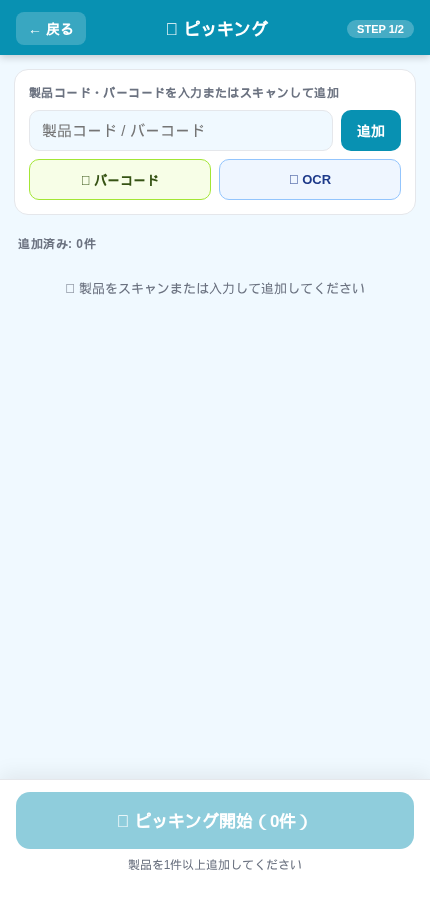 ← 戻る
ピッキング
STEP 1/2
製品コード・バーコードを入力またはスキャンして追加
製品コード / バーコード
追加
バーコード
OCR
追加済み: 0件
製品をスキャンまたは入力して追加してください
ピッキング開始（0件）
製品を1件以上追加してください